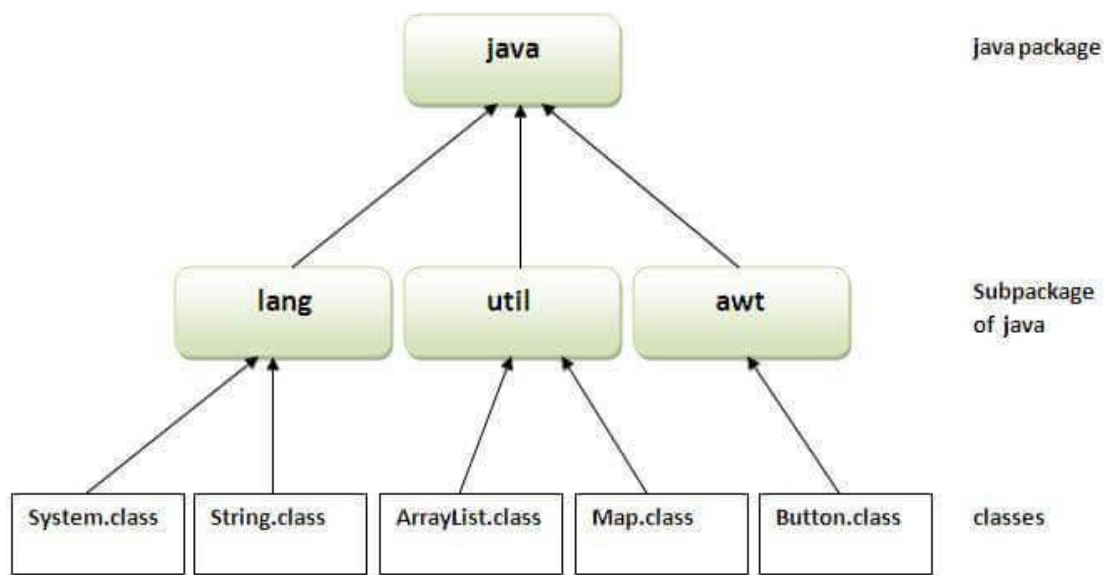 java
java package
lang
util
awt
Subpackage
of java
System.class
String.class
ArrayList.class
Map.class
Button.class
classes